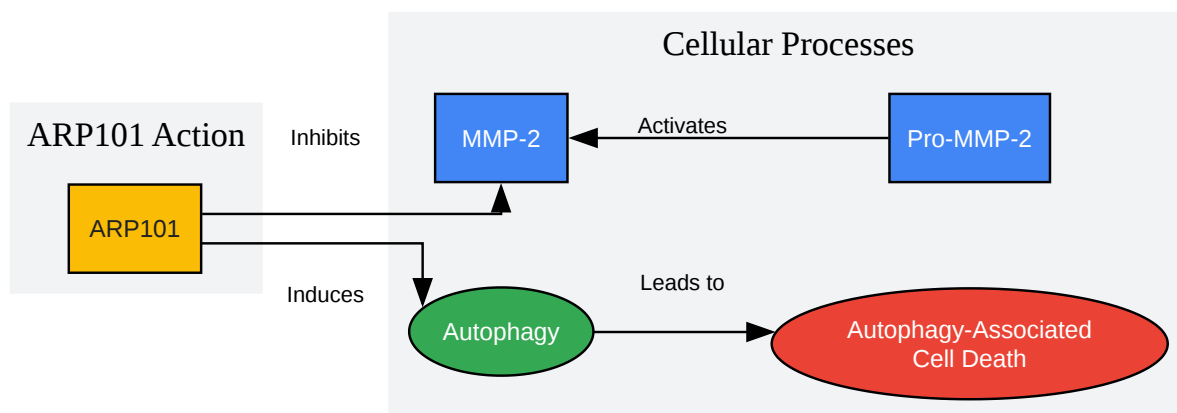 Cellular Processes
ARP101 Action
Inhibits
MMP-2
Activates
Pro-MMP-2
ARP101
Induces
Leads to
Autophagy
Autophagy-Associated
Cell Death